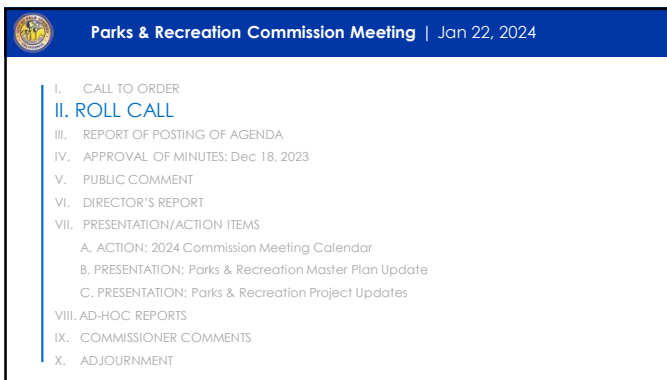 Parks & Recreation Commission Meeting | Jan 22, 2024
I. CALL TO ORDER
II. ROLL CALL
III. REPORT OF POSTING OF AGENDA
IV. APPROVAL OF MINUTES: Dec 18, 2023
V. PUBLIC COMMENT
VI. DIRECTOR'S REPORT
VII. PRESENTATION/ACTION ITEMS
A. ACTION: 2024 Commission Meeting Calendar
B. PRESENTATION: Parks & Recreation Master Plan Update
C. PRESENTATION: Parks & Recreation Project Updates
VIII. AD-HOC REPORTS
IX. COMMISSIONER COMMENTS
X. ADJOURNMENT